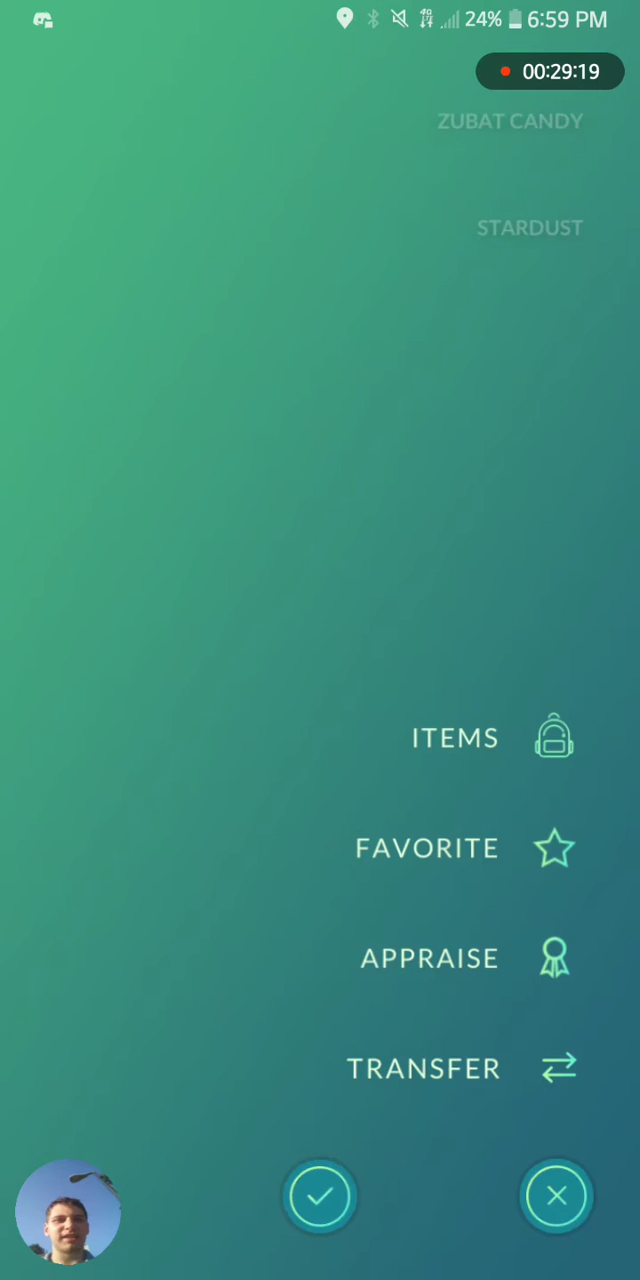 24% 6:59 PM
00:29:19
ZUBAT CANDY
STARDUST
ITEMS
FAVORITE
APPRAISE
TRANSFER